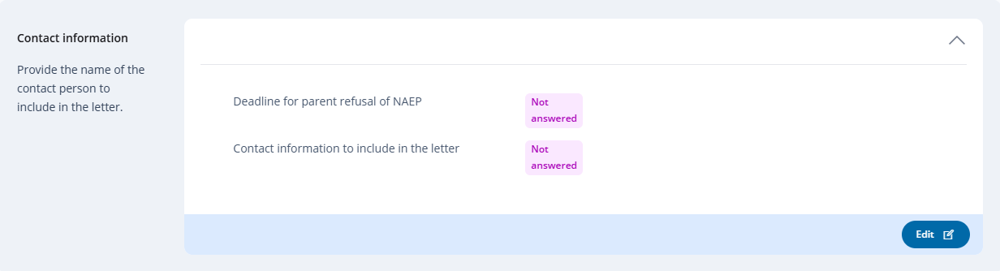 Contact information
Provide the name of the
contact person to
include in the letter.
Deadline for parent refusal of NAEP
Not
answered
Contact information to include in the letter
Not
answered
Edit